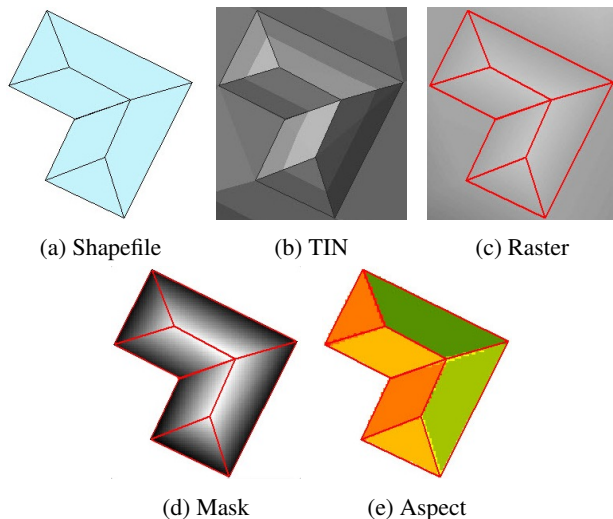 (a) Shapefile
(b) TIN
(c) Raster
(d) Mask
(e) Aspect